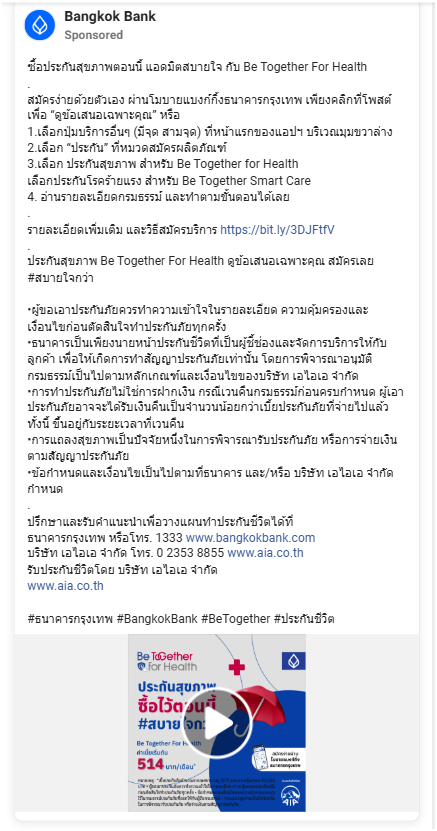 Bangkok Bank
Sponsored
ซื้อประกันสุขภาพตอนนี้ แอดมิตสบายใจ กับ Be Together For Health
.
สมัครง่ายด้วยตัวเอง ผ่านโมบายแบงก์กิ้งธนาคารกรุงเทพ เพียงคลิกที่โพสต์
เพื่อ "ดูข้อเสนอเฉพาะคุณ" หรือ
1.เลือกปุ่มบริการอื่นๆ (มีจุด สามจุด) ที่หน้าแรกของแอปฯ บริเวณมุมขวาล่าง
2.เลือก "ประกัน" ที่หมวดสมัครผลิตภัณฑ์
3.เลือก ประกันสุขภาพ สำหรับ Be Together for Health
เลือกประกันโรคร้ายแรง สำหรับ Be Together Smart Care
4. อ่านรายละเอียดกรมธรรม์ และทำตามขั้นตอนได้เลย
.
รายละเอียดเพิ่มเติม และวิธีสมัครบริการ https://bit.ly/3DJFtfV
.
ประกันสุขภาพ Be Together For Health ดูข้อเสนอเฉพาะคุณ สมัครเลย
#สบายใจกว่า
•ผู้ขอเอาประกันภัยควรทำความเข้าใจในรายละเอียด ความคุ้มครองและ
เงื่อนไขก่อนตัดสินใจทำประกันภัยทุกครั้ง
•ธนาคารเป็นเพียงนายหน้าประกันชีวิตที่เป็นผู้ชี้ช่องและจัดการบริการให้กับ
ลูกค้า เพื่อให้เกิดการทำสัญญาประกันภัยเท่านั้น โดยการพิจารณาอนุมัติ
กรมธรรม์เป็นไปตามหลักเกณฑ์และเงื่อนไขของบริษัท เอไอเอ จำกัด
•การทำประกันภัยไม่ใช่การฝากเงิน กรณีเวนคืนกรมธรรม์ก่อนครบกำหนด ผู้เอา
ประกันภัยอาจจะได้รับเงินคืนเป็นจำนวนน้อยกว่าเบี้ยประกันภัยที่จ่ายไปแล้ว
ทั้งนี้ ขึ้นอยู่กับระยะเวลาที่เวนคืน
•การแถลงสุขภาพเป็นปัจจัยหนึ่งในการพิจารณารับประกันภัย หรือการจ่ายเงิน
ตามสัญญาประกันภัย
•ข้อกำหนดและเงื่อนไขเป็นไปตามที่ธนาคาร และ/หรือ บริษัท เอไอเอ จำกัด
กำหนด
.
ปรึกษาและรับคำแนะนำเพื่อวางแผนทำประกันชีวิตได้ที่
ธนาคารกรุงเทพ หรือโทร. 1333 www.bangkokbank.com
บริษัท เอไอเอ จำกัด โทร. 0 2353 8855 www.aia.co.th
รับประกันชีวิตโดย บริษัท เอไอเอ จำกัด
www.aia.co.th
#ธนาคารกรุงเทพ #BangkokBank #BeTogether #ประกันชีวิต
Be ToGether
for Health
ประกันสุขภาพ
ซื้อไว้ตอนนี้
#สบายใจกว่า
Be Together For Health
ค่าเบี้ยเริ่มต้น
514 บาท/เดือน*
AIA